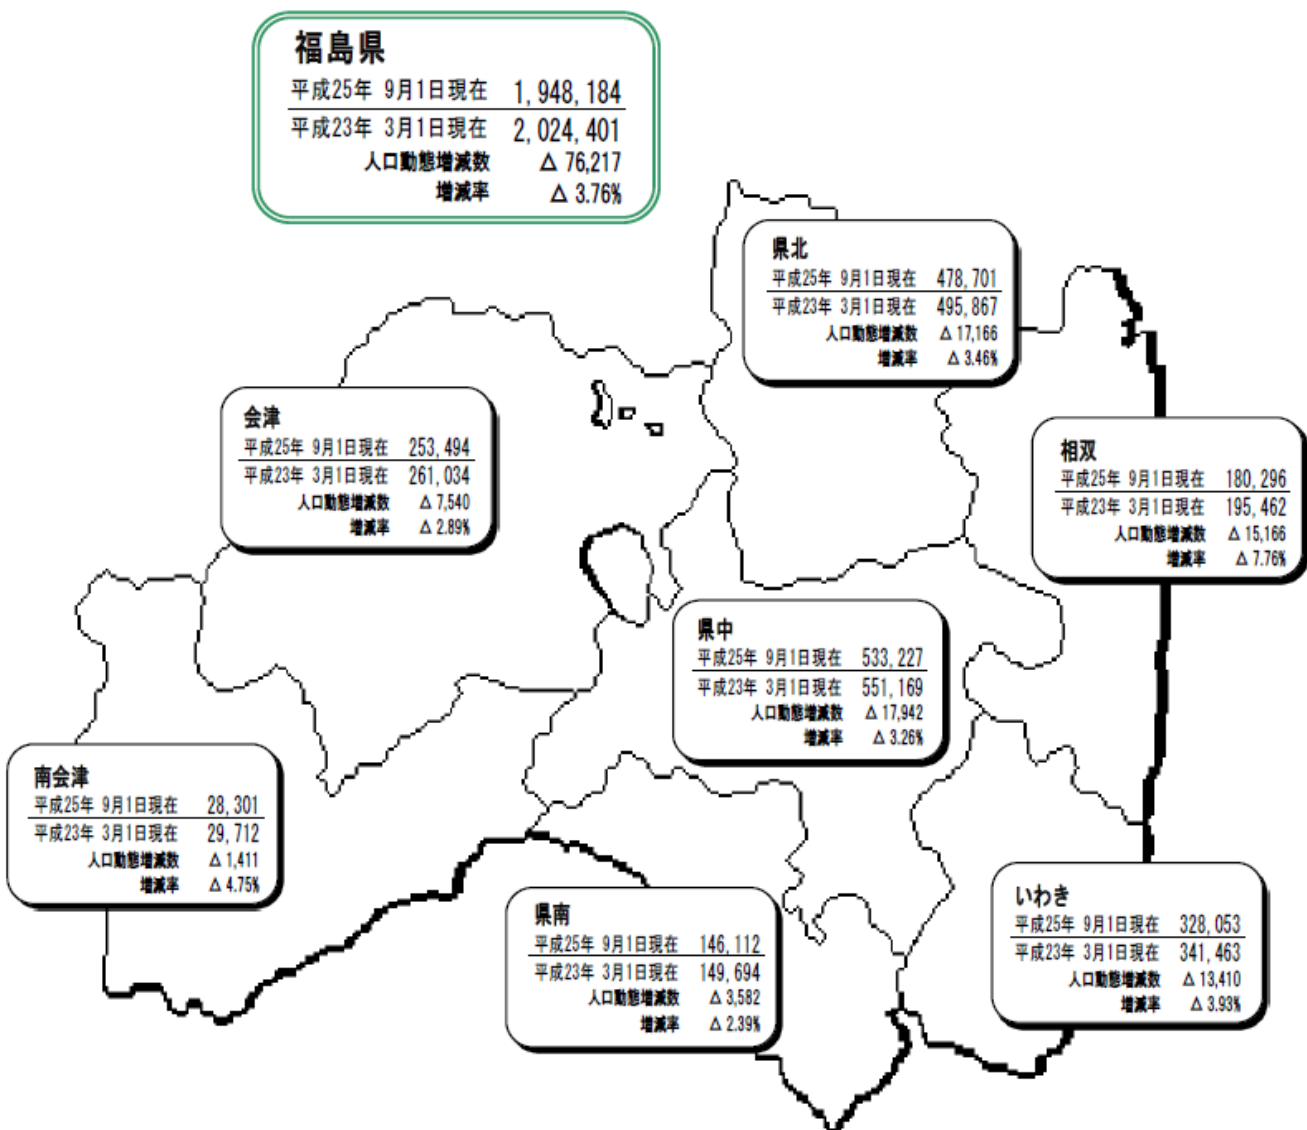 福島県
平成25年 9月1日現在 1,948,184
平成23年 3月1日現在 2,024,401
人口動態増減数 △ 76,217
増減率 △ 3.76%
県北
平成25年 9月1日現在 478,701
平成23年 3月1日現在 495,867
人口動態増減数 △ 17,166
増減率 △ 3.46%
会津
平成25年 9月1日現在 253,494
平成23年 3月1日現在 261,034
人口動態増減数 △ 7,540
増減率 △ 2.89%
相双
平成25年 9月1日現在 180,296
平成23年 3月1日現在 195,462
人口動態増減数 △ 15,166
増減率 △ 7.76%
県中
平成25年 9月1日現在 533,227
平成23年 3月1日現在 551,169
人口動態増減数 △ 17,942
増減率 △ 3.26%
南会津
平成25年 9月1日現在 28,301
平成23年 3月1日現在 29,712
人口動態増減数 △ 1,411
増減率 △ 4.75%
県南
平成25年 9月1日現在 146,112
平成23年 3月1日現在 149,694
人口動態増減数 △ 3,582
増減率 △ 2.39%
いわき
平成25年 9月1日現在 328,053
平成23年 3月1日現在 341,463
人口動態増減数 △ 13,410
増減率 △ 3.93%